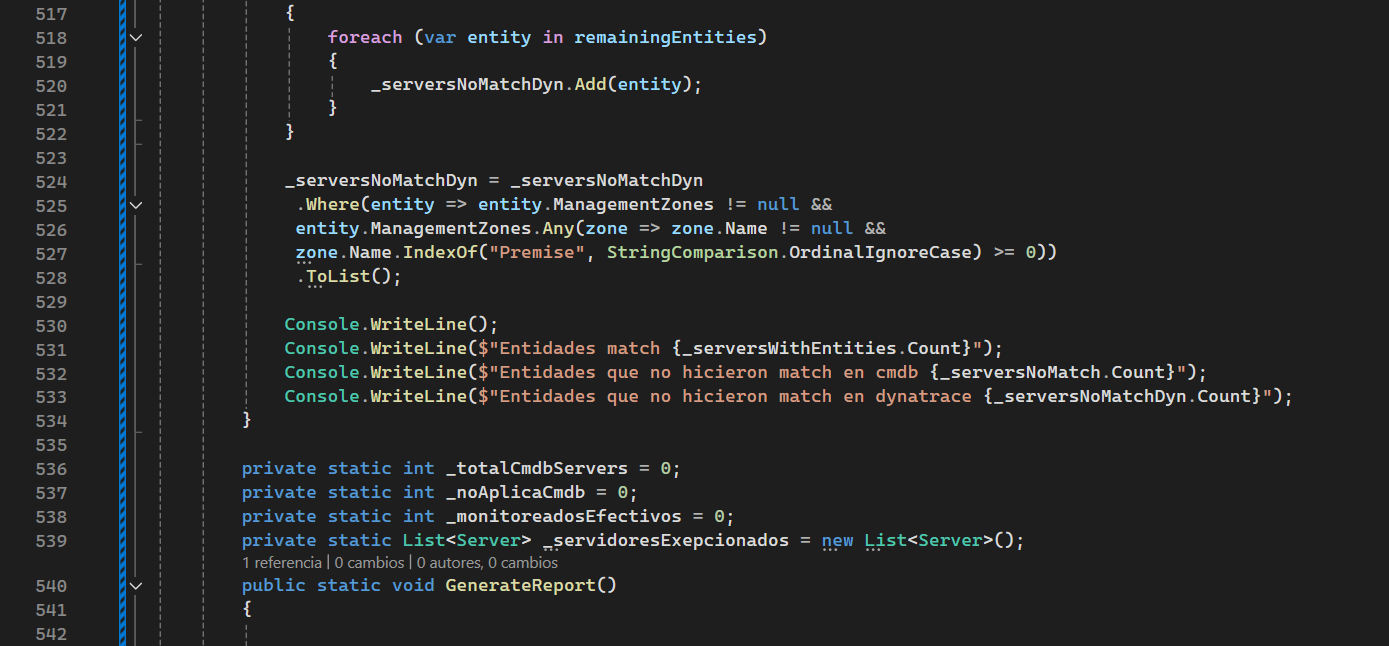 517 {
518 foreach (var entity in remainingEntities)
519 {
520 _serversNoMatchDyn.Add(entity);
521 }
522 }
523
524 _serversNoMatchDyn = _serversNoMatchDyn
525 .Where(entity => entity.ManagementZones != null &&
526 entity.ManagementZones.Any(zone => zone.Name != null &&
527 zone.Name.IndexOf("Premise", StringComparison.OrdinalIgnoreCase) >= 0))
528 .ToList();
529
530 Console.WriteLine();
531 Console.WriteLine($"Entidades match {_serversWithEntities.Count}");
532 Console.WriteLine($"Entidades que no hicieron match en cmdb {_serversNoMatch.Count}");
533 Console.WriteLine($"Entidades que no hicieron match en dynatrace {_serversNoMatchDyn.Count}");
534 }
535
536 private static int _totalCmdbServers = 0;
537 private static int _noAplicaCmdb = 0;
538 private static int _monitoreadosEfectivos = 0;
539 private static List<Server> _servidoresExepcionados = new List<Server>();
1 referencia | 0 cambios | 0 autores, 0 cambios
540 public static void GenerateReport()
541 {
542